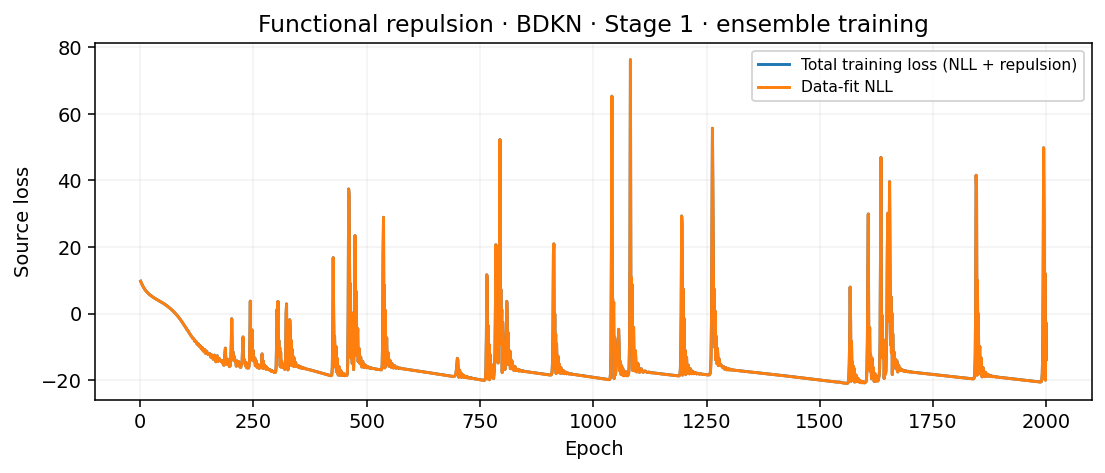 Functional repulsion · BDKN · Stage 1 · ensemble training
80
60
40
20
0
−20
Source loss
Total training loss (NLL + repulsion)
Data-fit NLL
0 250 500 750 1000 1250 1500 1750 2000
Epoch